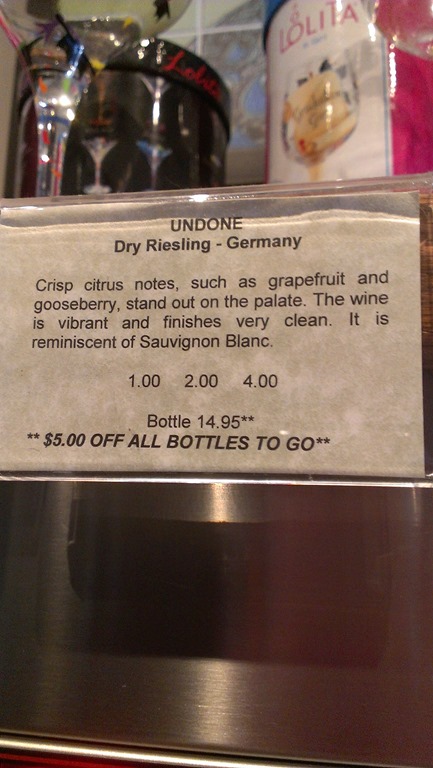 Lolita
LOLITA
UNDONE
Dry Riesling - Germany
Crisp citrus notes, such as grapefruit and
gooseberry, stand out on the palate. The wine
is vibrant and finishes very clean. It is
reminiscent of Sauvignon Blanc.
1.00 2.00 4.00
Bottle 14.95**
** $5.00 OFF ALL BOTTLES TO GO**